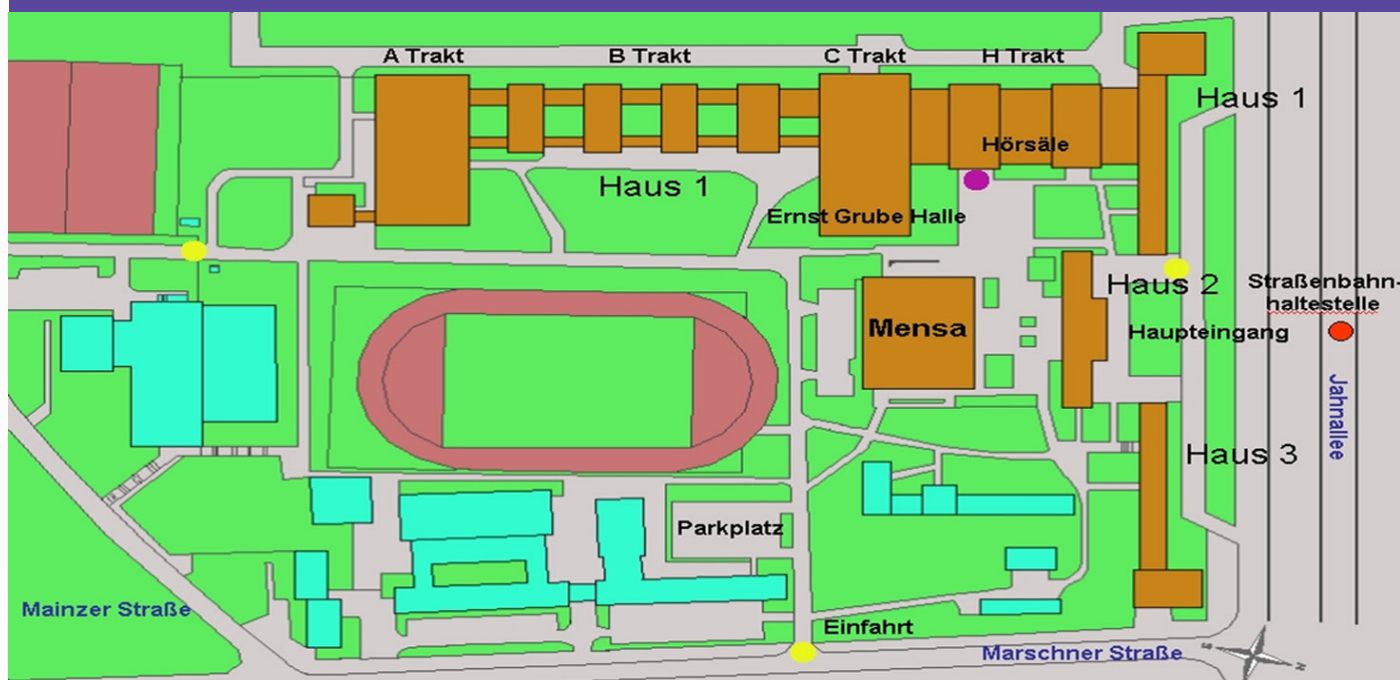 A Trakt
B Trakt
C Trakt
H Trakt
Haus 1
Hörsäle
Haus 1
Ernst Grube Halle
Haus 2
Straßenbahn-
haltestelle
Mensa
Haupteingang
Jahnallee
Haus 3
Parkplatz
Mainzer Straße
Einfahrt
Marschner Straße
N